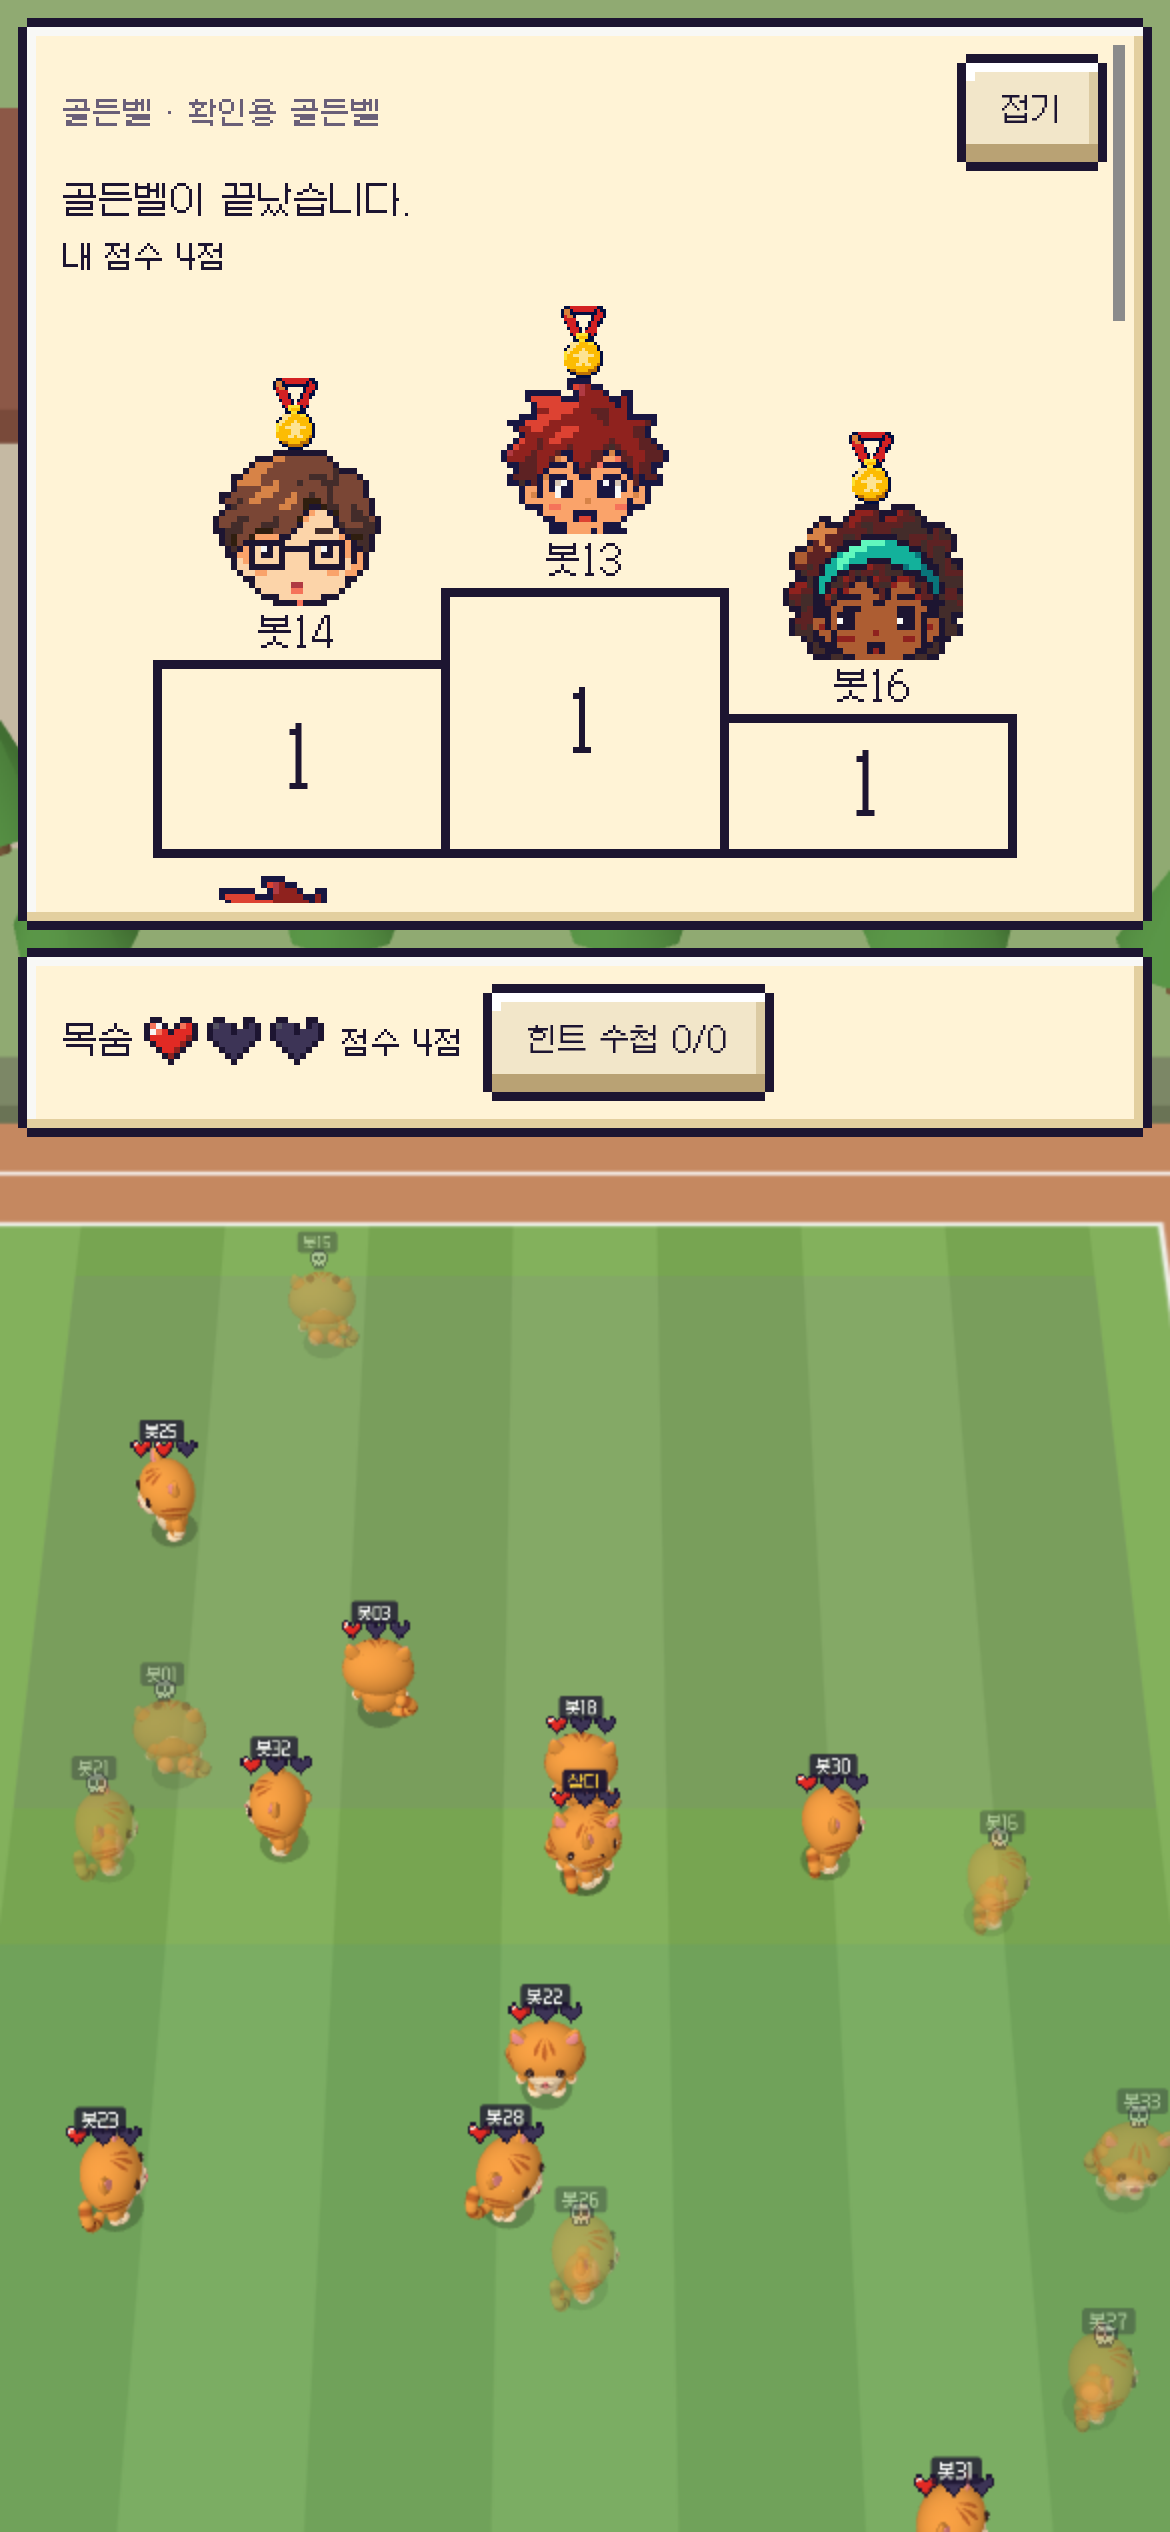 골든벨 · 확인용 골든벨
접기
골든벨이 끝났습니다.
내 점수 4점
봇13
봇14
봇16
1
1
1
목숨
점수 4점
힌트 수첩 0/0
봇15
봇25
봇03
봇01
봇18
봇32
봇21
삼디
봇30
봇16
봇22
봇33
봇23
봇28
봇26
봇27
봇31